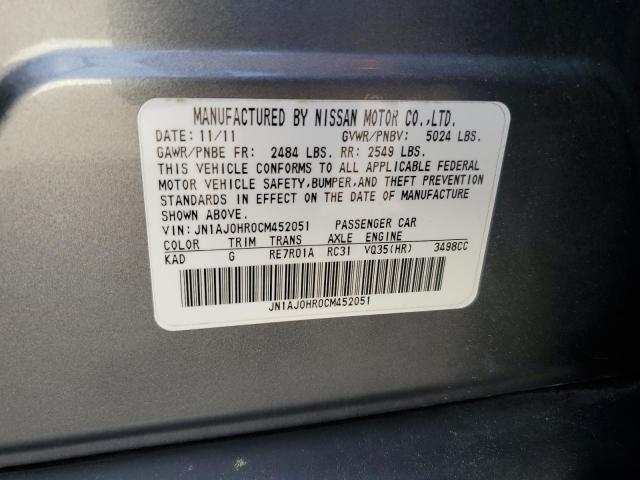 MANUFACTURED BY NISSAN MOTOR CO.,LTD.
DATE: 11/11 GVWR/PNBV: 5024 LBS.
GAWR/PNBE FR: 2484 LBS. RR: 2549 LBS.
THIS VEHICLE CONFORMS TO ALL APPLICABLE FEDERAL
MOTOR VEHICLE SAFETY, BUMPER, AND THEFT PREVENTION
STANDARDS IN EFFECT ON THE DATE OF MANUFACTURE
SHOWN ABOVE.
VIN: JN1AJ0HR0CM452051 PASSENGER CAR
COLOR TRIM TRANS AXLE ENGINE
KAD G RE7R01A RC31 VQ35(HR) 3498CC
JN1AJ0HR0CM452051